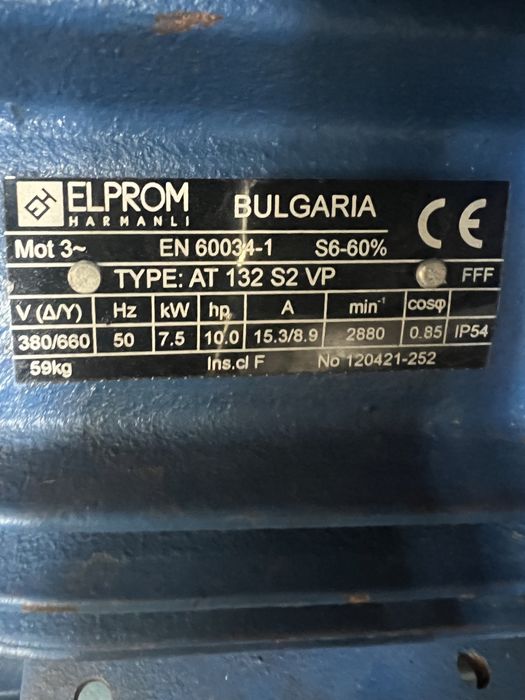 EH ELPROM BULGARIA CE
HARMANLI
Mot 3~ EN 60034-1 S6-60%
TYPE: AT 132 S2 VP FFF
V (Δ/Y) Hz kW hp A min⁻¹ cosφ
380/660 50 7.5 10.0 15.3/8.9 2880 0.85 IP54
59kg Ins.cl F No 120421-252